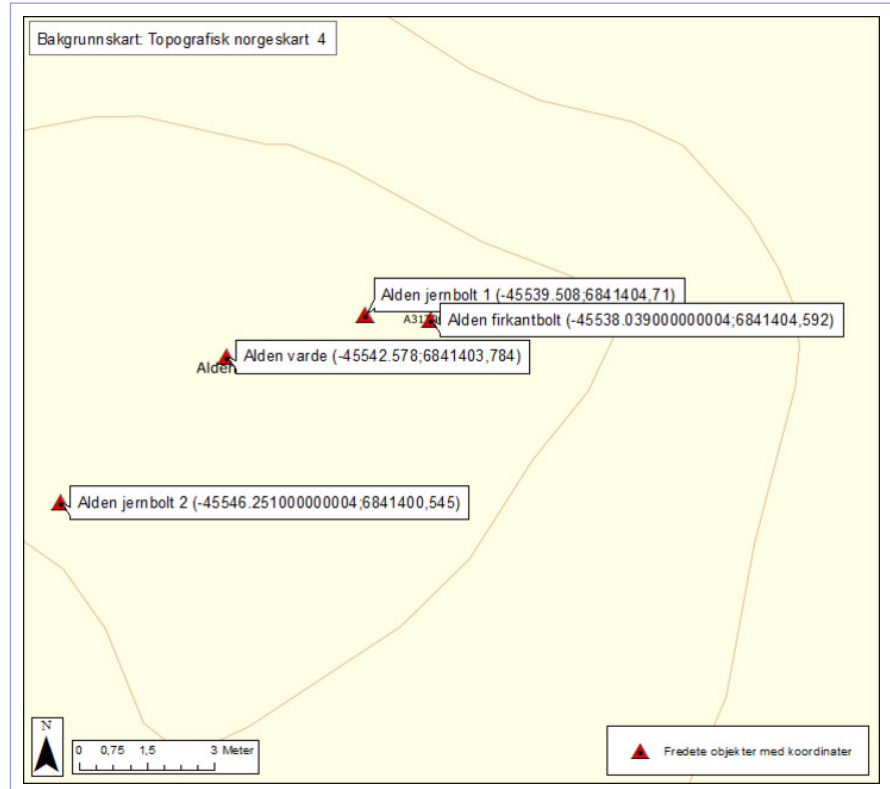 Bakgrunnskart: Topografisk norgeskart 4
Alden jernbolt 1 (-45539.508;6841404,71)
Alden firkantbolt (-45538.039000000004;6841404,592)
Alden varde (-45542.578;6841403,784)
Alden
Alden jernbolt 2 (-45546.251000000004;6841400,545)
N
0 0,75 1,5 3 Meter
Fredete objekter med koordinater